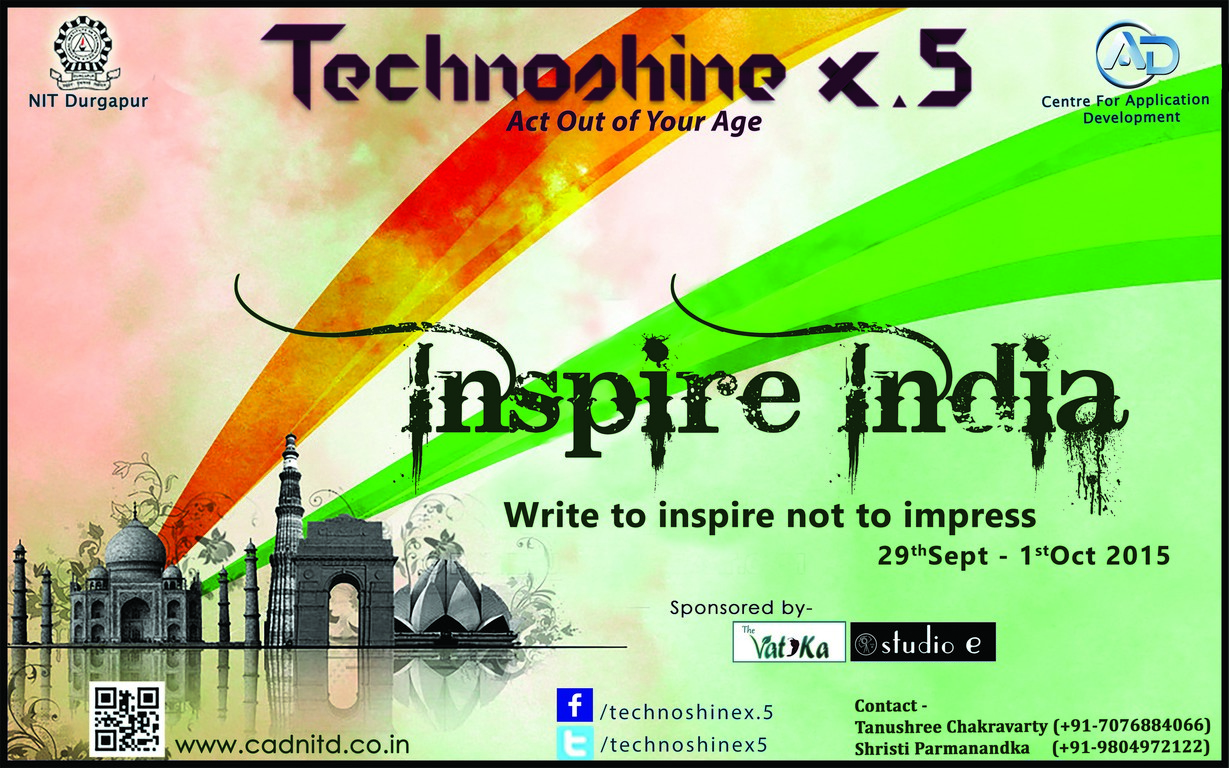 NIT Durgapur
Technoshine x.5
Act Out of Your Age
AD
Centre For Application
Development
Inspire India
Write to inspire not to impress
29thSept - 1stOct 2015
Sponsored by-
The
VatiKa
studio e
f /technoshinex.5
t /technoshinex5
www.cadnitd.co.in
Contact -
Tanushree Chakravarty (+91-7076884066)
Shristi Parmanandka (+91-9804972122)